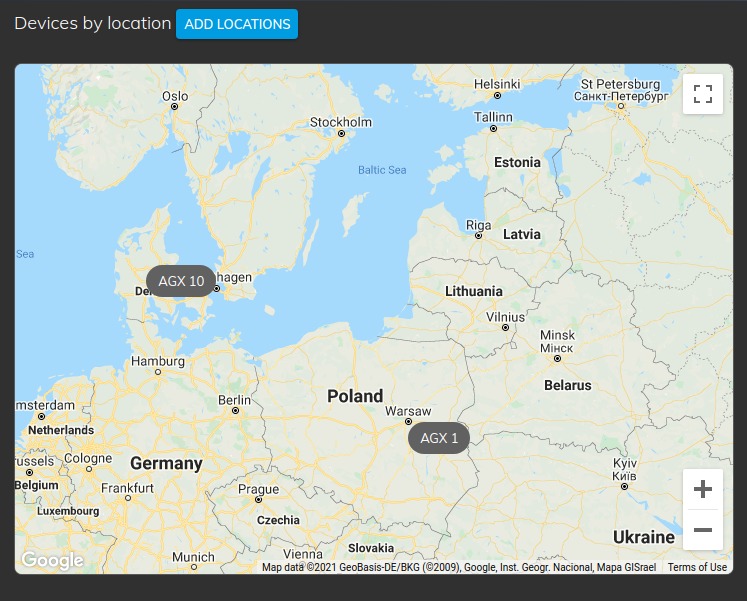 Devices by location ADD LOCATIONS
Oslo
Helsinki
St Petersburg
Санкт-Петербург
Stockholm
Tallinn
Baltic Sea
Estonia
Riga
Latvia
Sea
AGX 10
hagen
De
Lithuania
Vilnius
Minsk
Мінск
Hamburg
Belarus
Berlin
Poland
msterdam
Warsaw
Netherlands
AGX 1
russels
Cologne
Germany
Kyiv
Київ
Belgium
Frankfurt
Prague
Luxembourg
Czechia
Ukraine
Slovakia
Munich
Vienna
Google
Map data ©2021 GeoBasis-DE/BKG (©2009), Google, Inst. Geogr. Nacional, Mapa GISrael Terms of Use